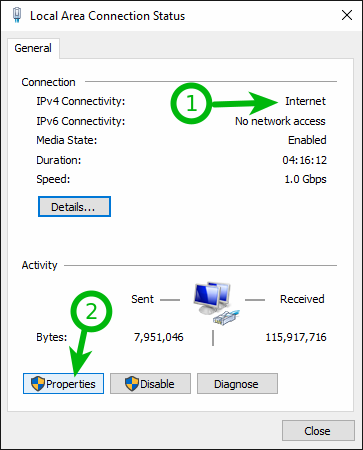 Local Area Connection Status
General
Connection
IPv4 Connectivity: 1 Internet
IPv6 Connectivity: No network access
Media State: Enabled
Duration: 04:16:12
Speed: 1.0 Gbps
Details...
Activity
2
Sent Received
Bytes: 7,951,046 115,917,716
Properties Disable Diagnose
Close